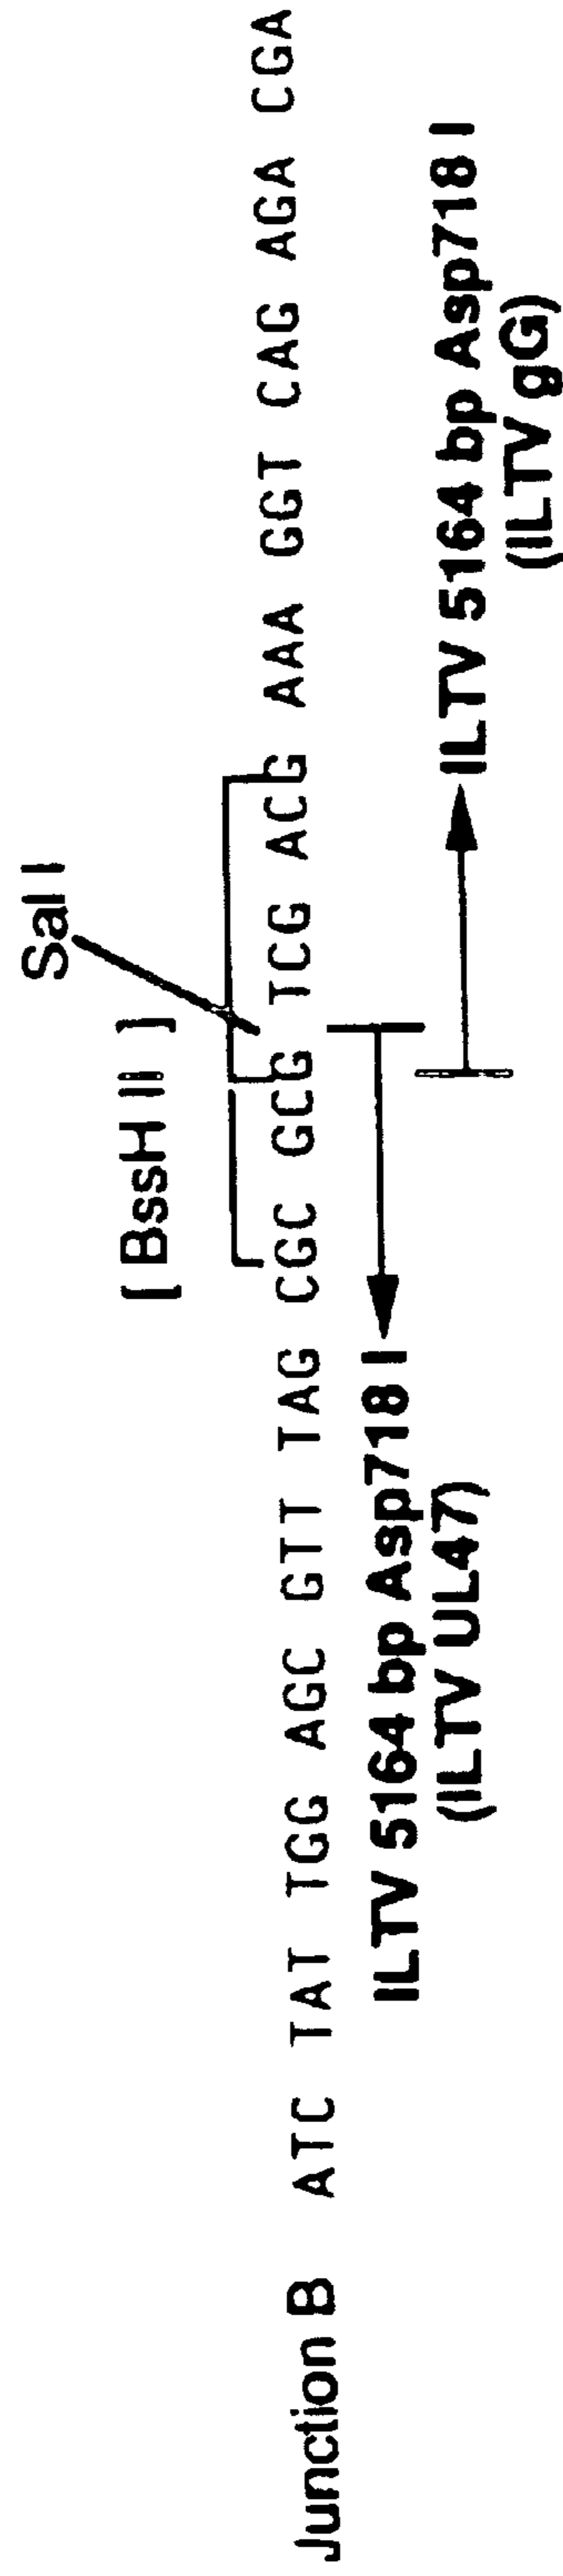 Sal I
[ BssH II ]
Junction B ATC TAT TGG AGC GTT TAG CGC GCG TCG ACG AAA GGT CAG AGA CGA
ILTV 5164 bp Asp718 I
(ILTV UL47)
ILTV 5164 bp Asp718 I
(ILTV gG)